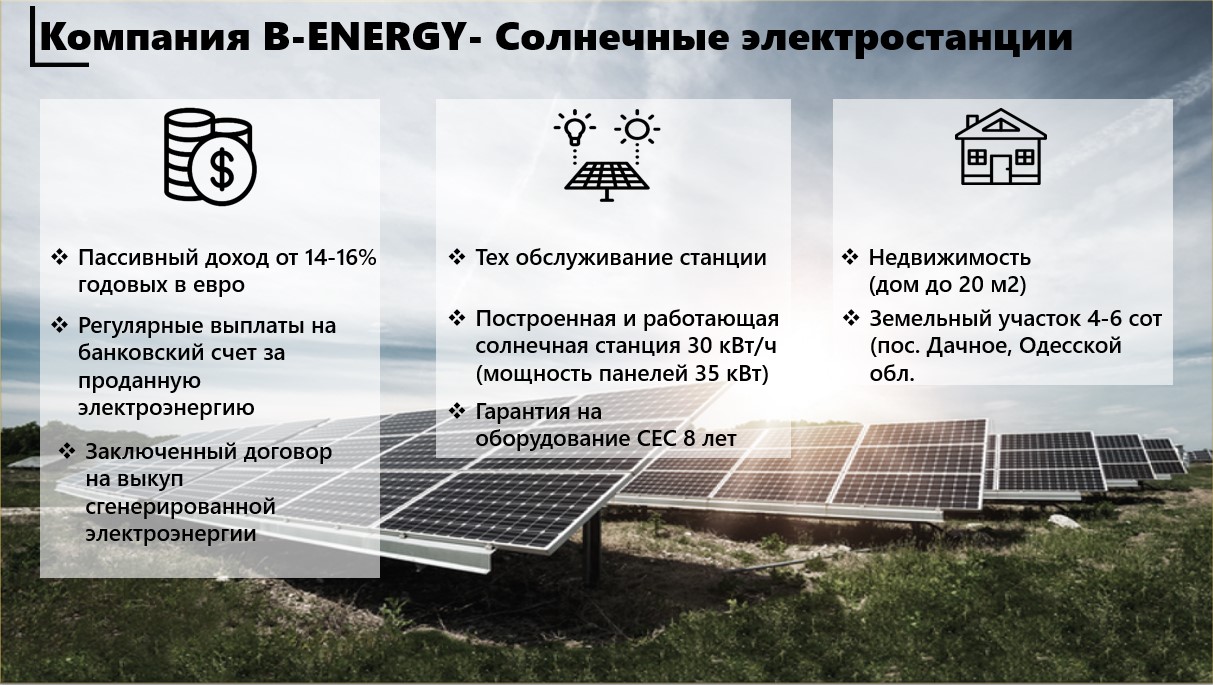 Компания B-ENERGY- Солнечные электростанции
❖ Пассивный доход от 14-16%
годовых в евро
❖ Регулярные выплаты на
банковский счет за
проданную
электроэнергию
❖ Заключенный договор
на выкуп
сгенерированной
электроэнергии
❖ Тех обслуживание станции
❖ Построенная и работающая
солнечная станция 30 кВт/ч
(мощность панелей 35 кВт)
❖ Гарантия на
оборудование СЕС 8 лет
❖ Недвижимость
(дом до 20 м2)
❖ Земельный участок 4-6 сот
(пос. Дачное, Одесской
обл.